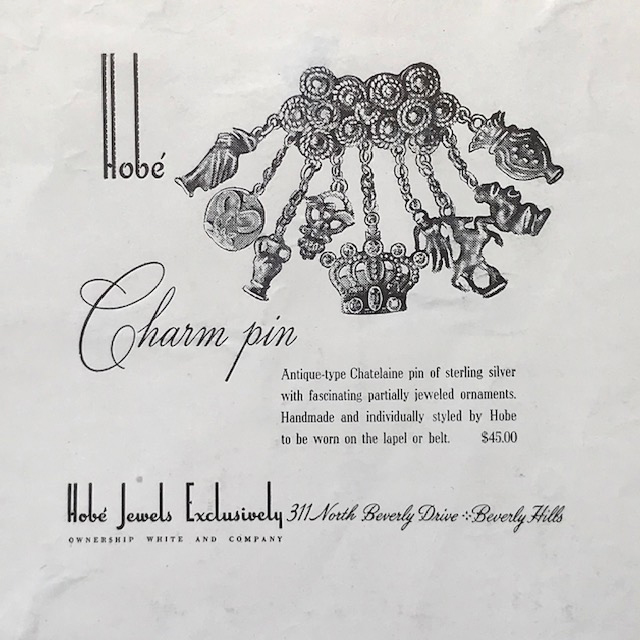 Hobé
Charm pin
Antique-type Chatelaine pin of sterling silver
with fascinating partially jeweled ornaments.
Handmade and individually styled by Hobe
to be worn on the lapel or belt. $45.00
Hobé Jewels Exclusively 311 North Beverly Drive ⁘ Beverly Hills
OWNERSHIP WHITE AND COMPANY